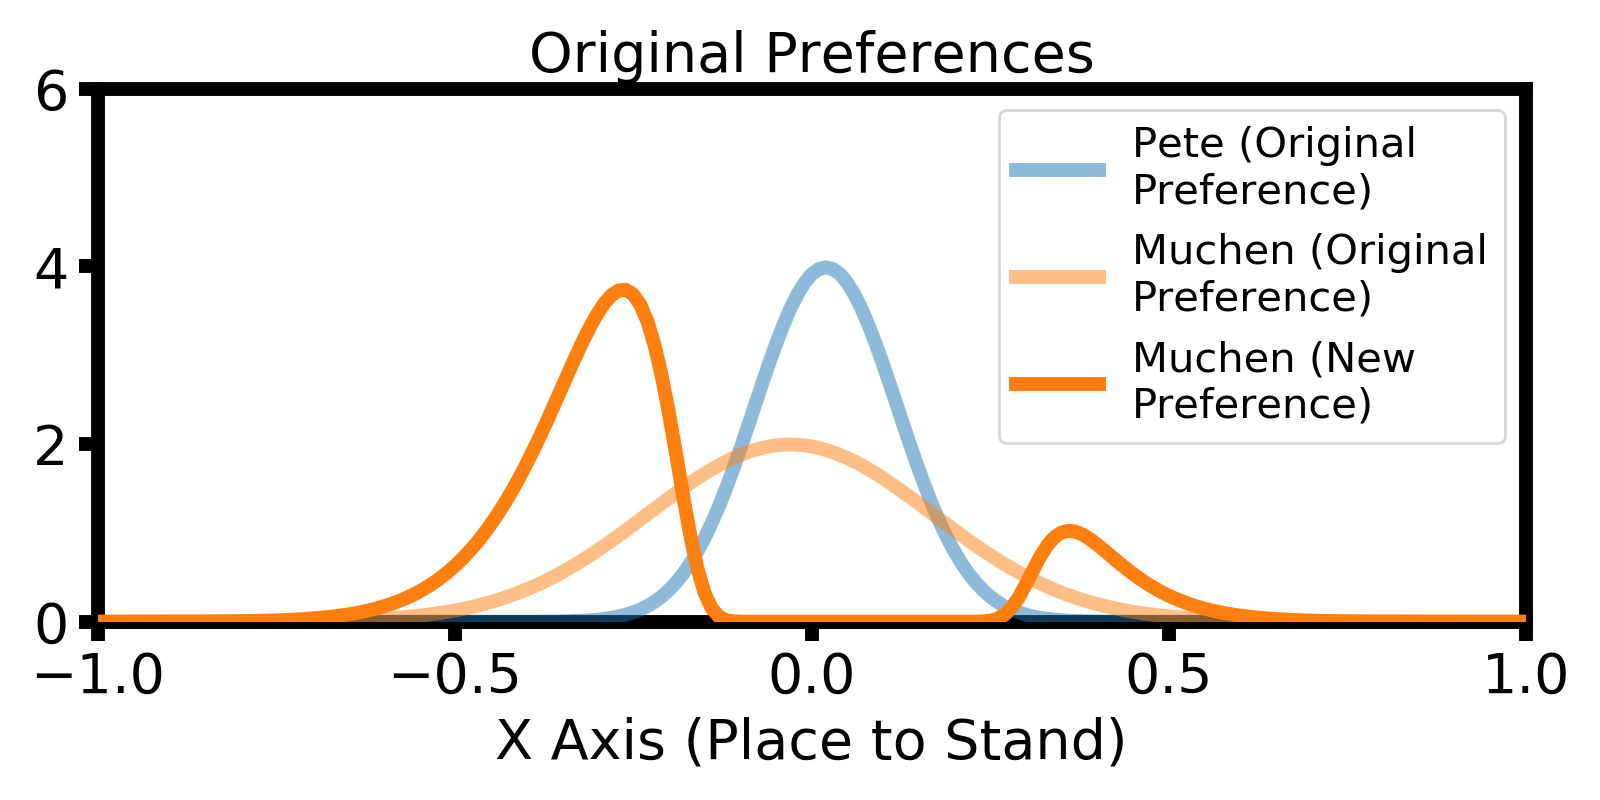 Original Preferences
6
4
2
0
Pete (Original
Preference)
Muchen (Original
Preference)
Muchen (New
Preference)
−1.0 −0.5 0.0 0.5 1.0
X Axis (Place to Stand)